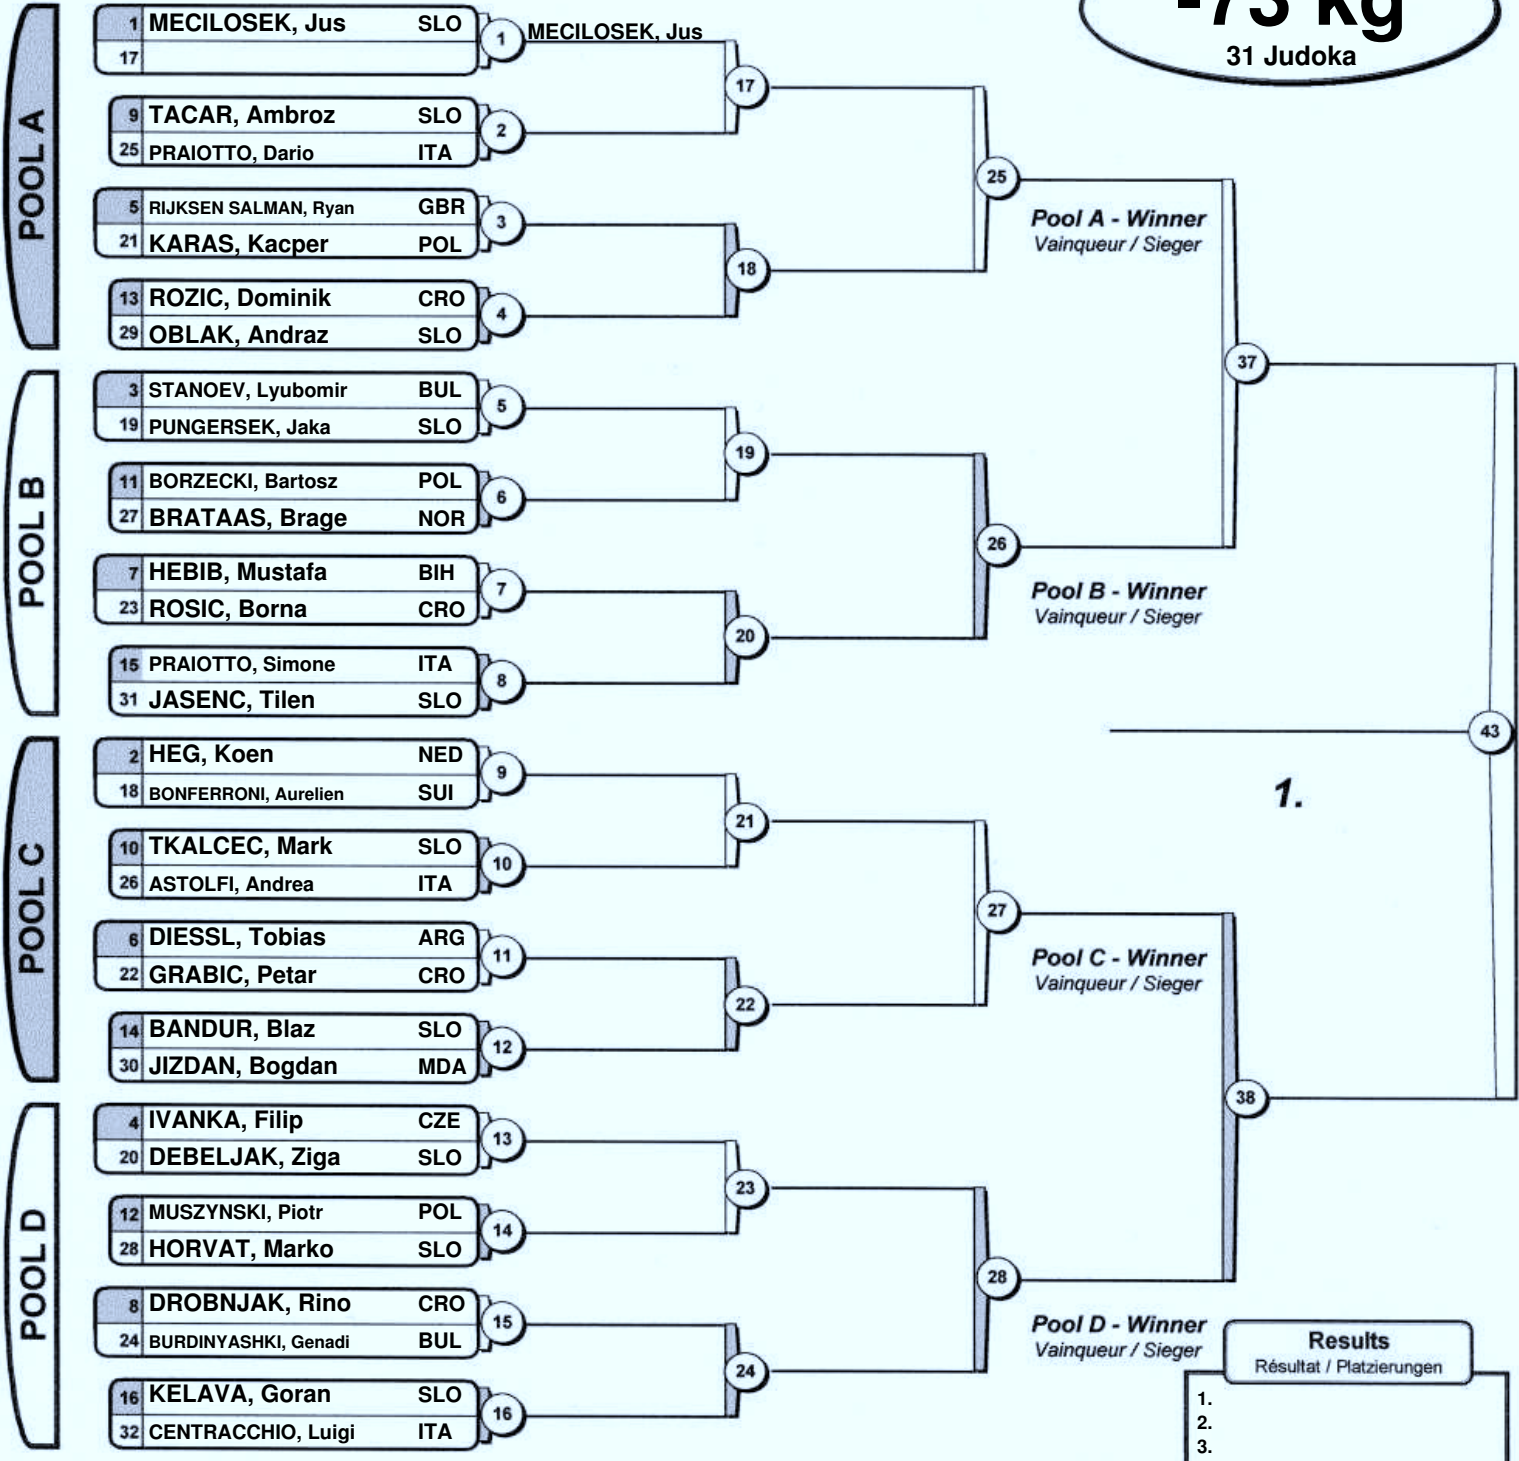 -73 kg
31 Judoka
POOL A
1 MECILOSEK, Jus SLO
17
1 MECILOSEK, Jus
9 TACAR, Ambroz SLO
25 PRAIOTTO, Dario ITA
2
17
5 RIJKSEN SALMAN, Ryan GBR
21 KARAS, Kacper POL
3
13 ROZIC, Dominik CRO
29 OBLAK, Andraz SLO
4
18
25
Pool A - Winner
Vainqueur / Sieger
POOL B
3 STANOEV, Lyubomir BUL
19 PUNGERSEK, Jaka SLO
5
11 BORZECKI, Bartosz POL
27 BRATAAS, Brage NOR
6
19
7 HEBIB, Mustafa BIH
23 ROSIC, Borna CRO
7
15 PRAIOTTO, Simone ITA
31 JASENC, Tilen SLO
8
20
26
Pool B - Winner
Vainqueur / Sieger
37
POOL C
2 HEG, Koen NED
18 BONFERRONI, Aurelien SUI
9
10 TKALCEC, Mark SLO
26 ASTOLFI, Andrea ITA
10
21
6 DIESSL, Tobias ARG
22 GRABIC, Petar CRO
11
14 BANDUR, Blaz SLO
30 JIZDAN, Bogdan MDA
12
22
27
Pool C - Winner
Vainqueur / Sieger
43
1.
POOL D
4 IVANKA, Filip CZE
20 DEBELJAK, Ziga SLO
13
12 MUSZYNSKI, Piotr POL
28 HORVAT, Marko SLO
14
23
8 DROBNJAK, Rino CRO
24 BURDINYASHKI, Genadi BUL
15
16 KELAVA, Goran SLO
32 CENTRACCHIO, Luigi ITA
16
24
28
Pool D - Winner
Vainqueur / Sieger
38
Results
Résultat / Platzierungen
1.
2.
3.